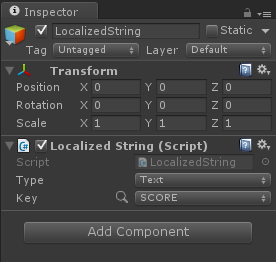 Inspector
LocalizedString Static
Tag Untagged Layer Default
Transform
Position X 0 Y 0 Z 0
Rotation X 0 Y 0 Z 0
Scale X 1 Y 1 Z 1
Localized String (Script)
Script LocalizedString
Type Text
Key SCORE
Add Component